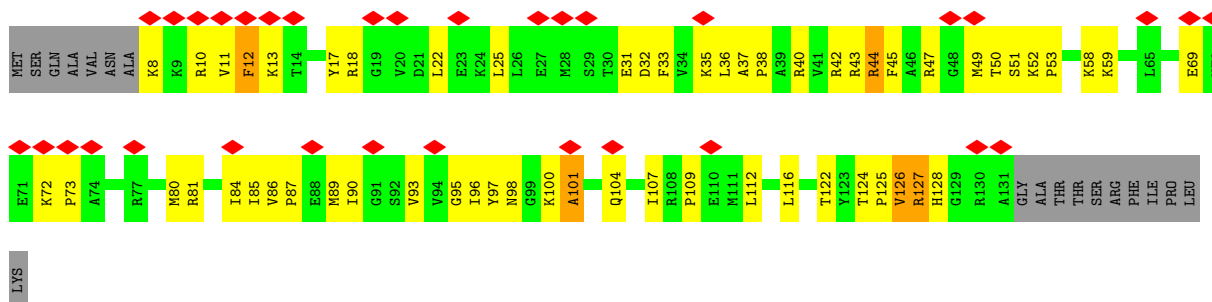 MET SER GLN ALA VAL ASN ALA K8 K9 R10 V11 F12 K13 T14 Y17 R18 G19 V20 D21 L22 E23 K24 L25 L26 E27 M28 S29 T30 E31 D32 F33 V34 K35 L36 A37 P38 A39 R40 V41 R42 R43 R44 F45 A46 R47 G48 M49 T50 S51 K52 P53 K58 K59 L65 E69
E71 K72 P73 A74 R77 M80 R81 I84 I85 V86 P87 E88 M89 I90 G91 S92 V93 V94 G95 I96 Y97 N98 G99 K100 A101 Q104 I107 R108 P109 E110 M111 L112 L116 T122 Y123 T124 P125 V126 R127 H128 G129 R130 A131 GLY ALA THR THR SER ARG PHE ILE PRO LEU
LYS